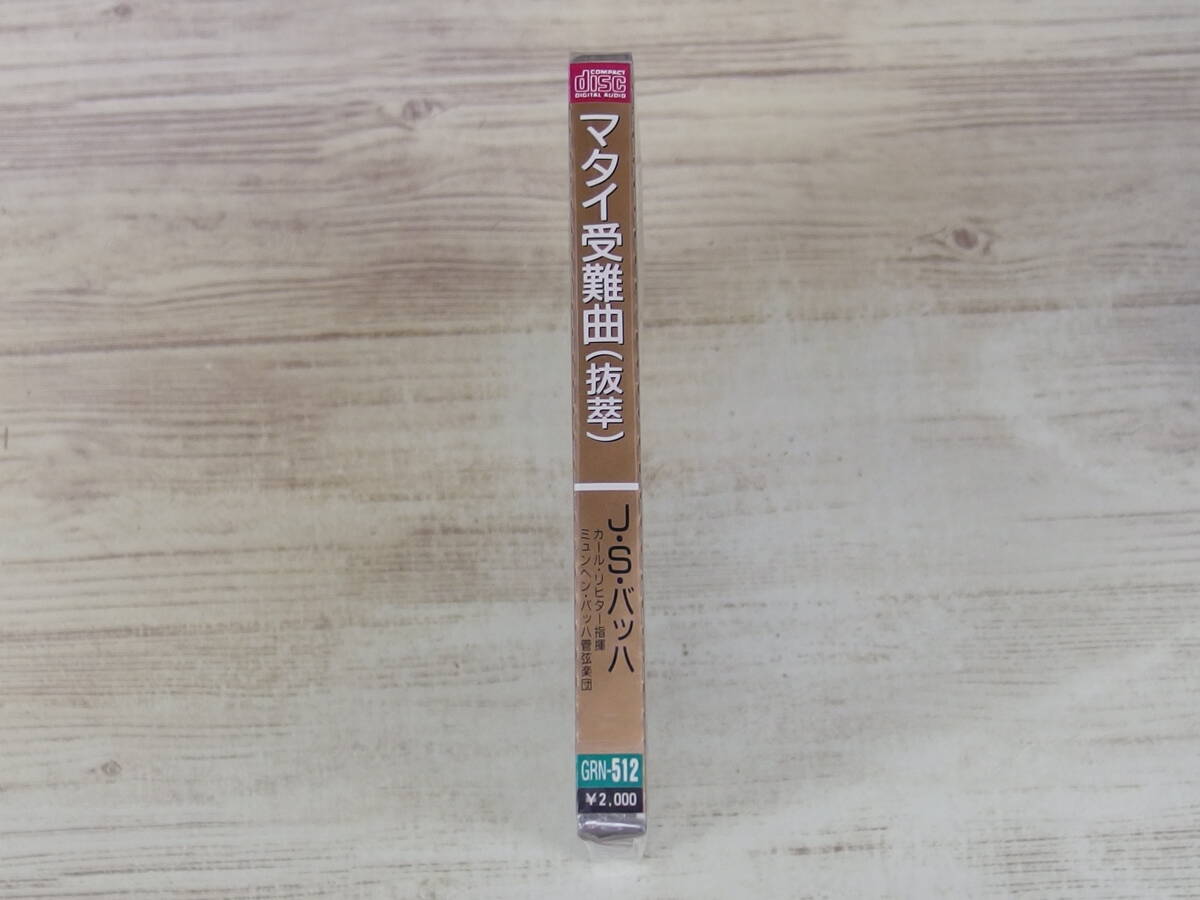 COMPACT
disc
DIGITAL AUDIO
マタイ受難曲(抜萃)
J・S・バッハ
カール・リヒター指揮
ミュンヘン・バッハ管弦楽団
GRN-512
¥2,000